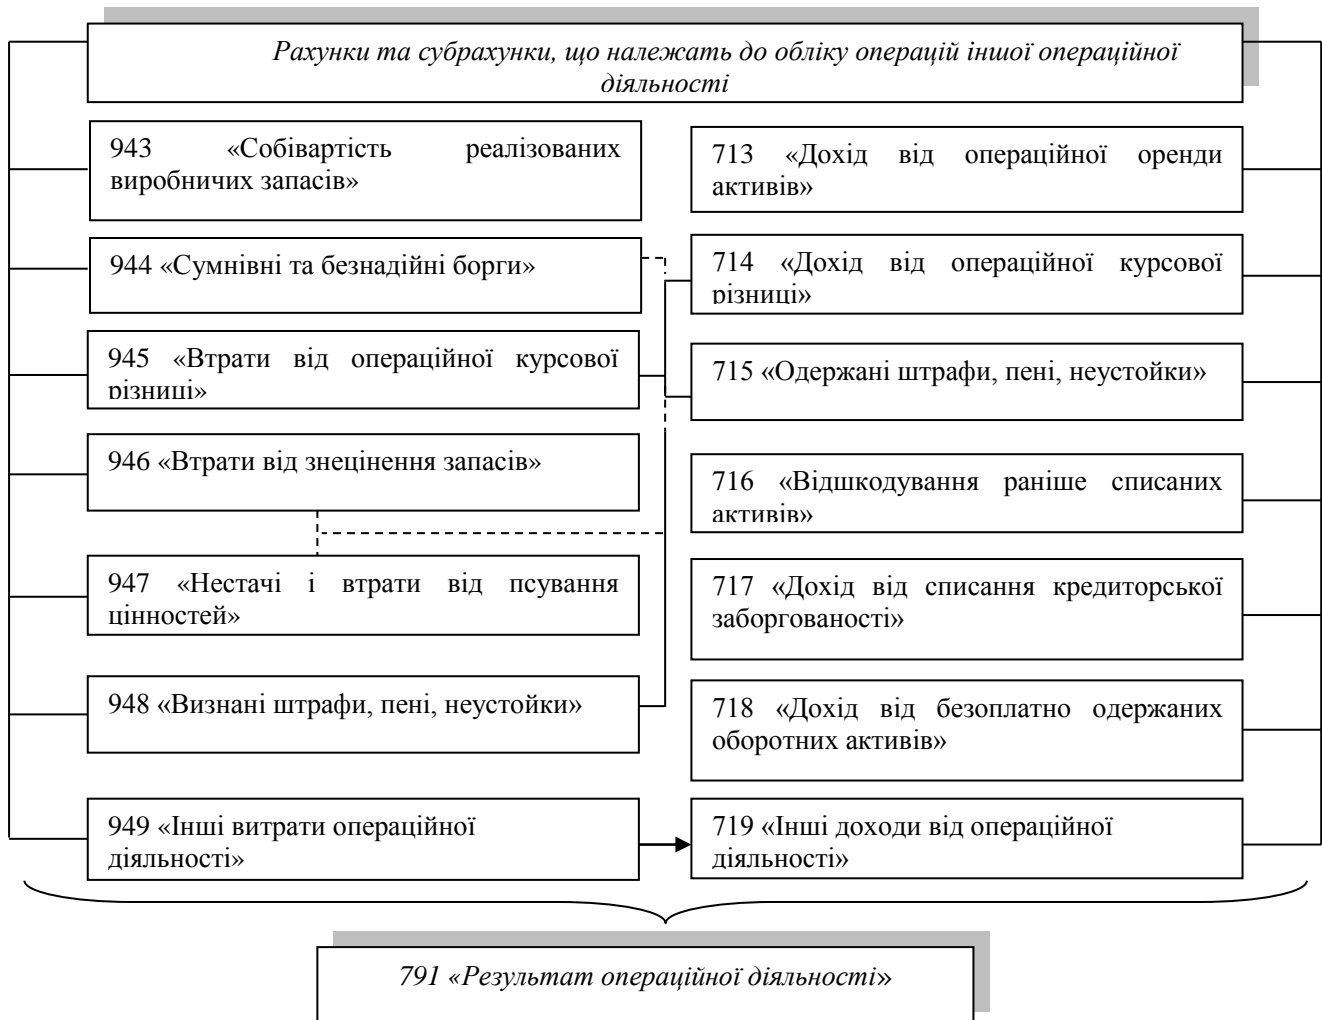 Рахунки та субрахунки, що належать до обліку операцій іншої операційної
діяльності
943 «Собівартість реалізованих
виробничих запасів»
944 «Сумнівні та безнадійні борги»
945 «Втрати від операційної курсової
різниці»
946 «Втрати від знецінення запасів»
947 «Нестачі і втрати від псування
цінностей»
948 «Визнані штрафи, пені, неустойки»
949 «Інші витрати операційної
діяльності»
713 «Дохід від операційної оренди
активів»
714 «Дохід від операційної курсової
різниці»
715 «Одержані штрафи, пені, неустойки»
716 «Відшкодування раніше списаних
активів»
717 «Дохід від списання кредиторської
заборгованості»
718 «Дохід від безоплатно одержаних
оборотних активів»
719 «Інші доходи від операційної
діяльності»
791 «Результат операційної діяльності»